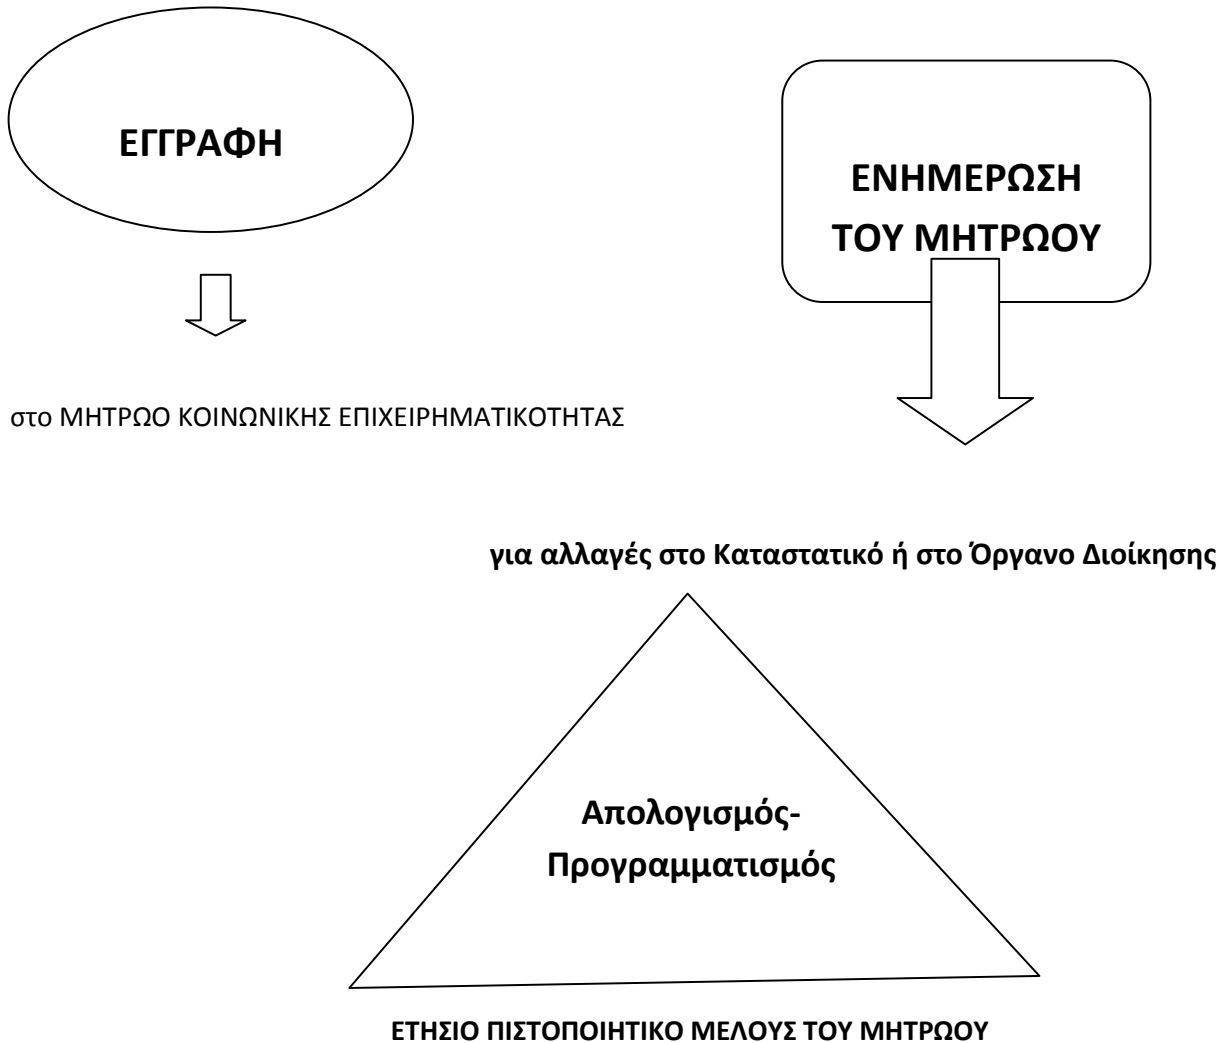 ΕΓΓΡΑΦΗ
στο ΜΗΤΡΩΟ ΚΟΙΝΩΝΙΚΗΣ ΕΠΙΧΕΙΡΗΜΑΤΙΚΟΤΗΤΑΣ
ΕΝΗΜΕΡΩΣΗ
ΤΟΥ ΜΗΤΡΩΟΥ
για αλλαγές στο Καταστατικό ή στο Όργανο Διοίκησης
Απολογισμός-
Προγραμματισμός
ΕΤΗΣΙΟ ΠΙΣΤΟΠΟΙΗΤΙΚΟ ΜΕΛΟΥΣ ΤΟΥ ΜΗΤΡΩΟΥ